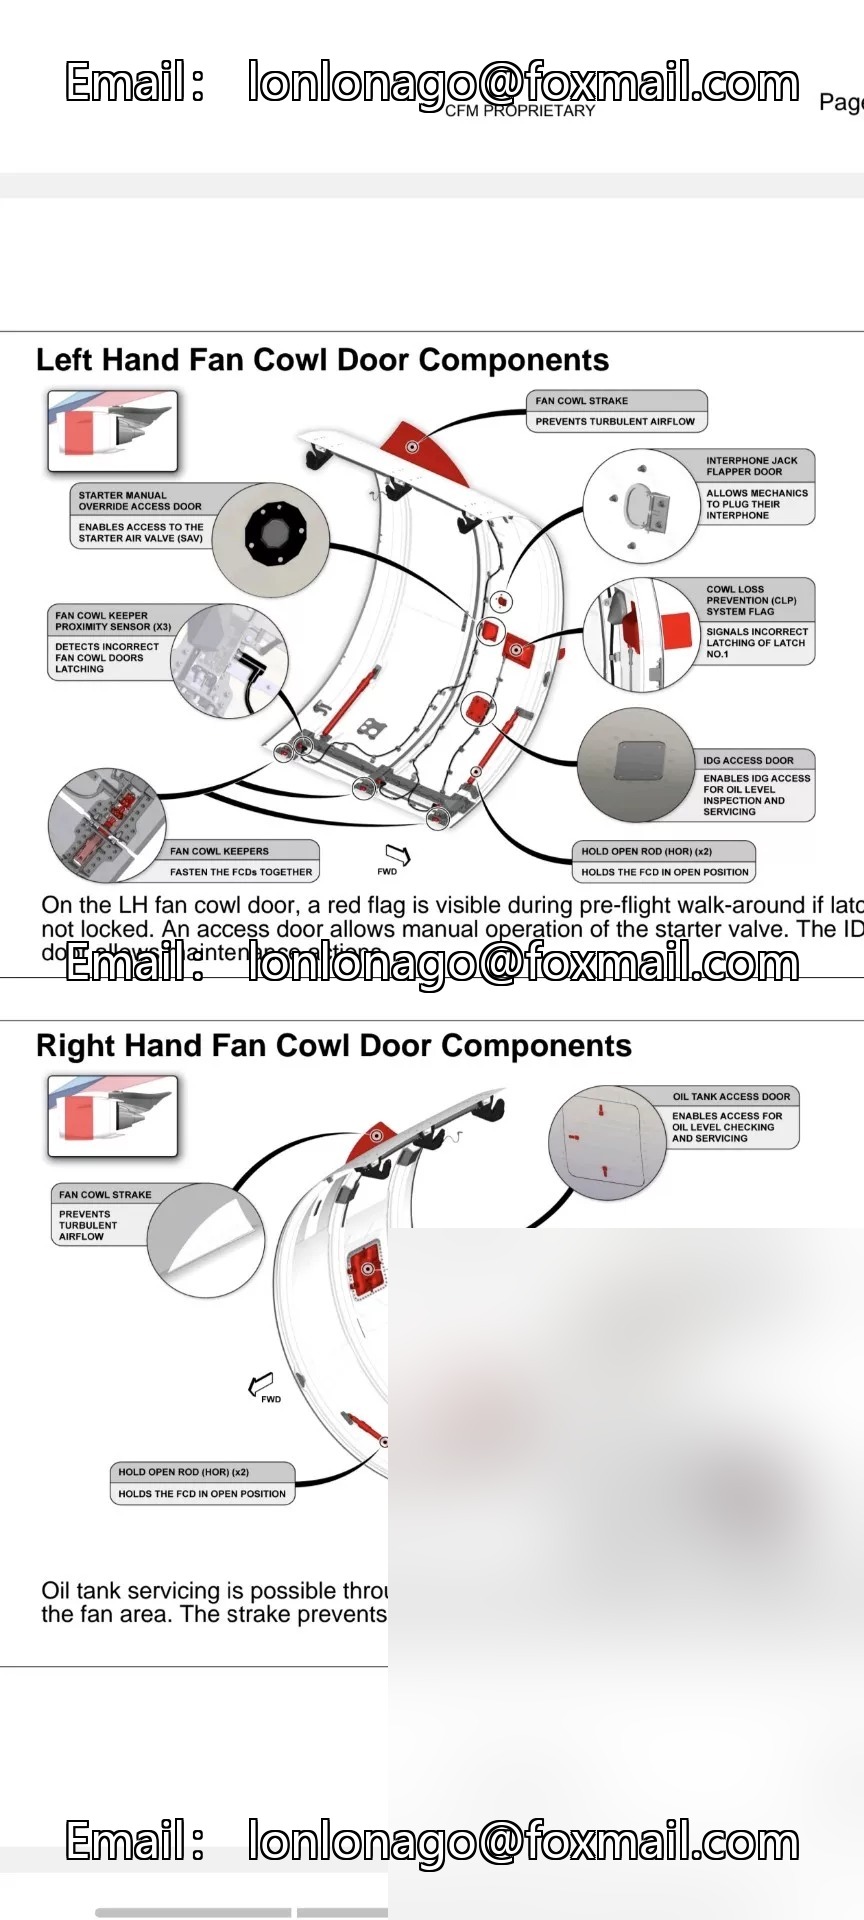 Email： lonlonago@foxmail.com
CFM PROPRIETARY
Left Hand Fan Cowl Door Components
FAN COWL STRAKE
PREVENTS TURBULENT AIRFLOW
INTERPHONE JACK
FLAPPER DOOR
ALLOWS MECHANICS
TO PLUG THEIR
INTERPHONE
STARTER MANUAL
OVERRIDE ACCESS DOOR
ENABLES ACCESS TO THE
STARTER AIR VALVE (SAV)
COWL LOSS
PREVENTION (CLP)
SYSTEM FLAG
SIGNALS INCORRECT
LATCHING OF LATCH
NO.1
FAN COWL KEEPER
PROXIMITY SENSOR (X3)
DETECTS INCORRECT
FAN COWL DOORS
LATCHING
IDG ACCESS DOOR
ENABLES IDG ACCESS
FOR OIL LEVEL
INSPECTION AND
SERVICING
FAN COWL KEEPERS
FASTEN THE FCDs TOGETHER
FWD
HOLD OPEN ROD (HOR) (x2)
HOLDS THE FCD IN OPEN POSITION
On the LH fan cowl door, a red flag is visible during pre-flight walk-around if
not locked. An access door allows manual operation of the starter valve. The
door allows maintenance actions.
Email： lonlonago@foxmail.com
Right Hand Fan Cowl Door Components
OIL TANK ACCESS DOOR
ENABLES ACCESS FOR
OIL LEVEL CHECKING
AND SERVICING
FAN COWL STRAKE
PREVENTS
TURBULENT
AIRFLOW
FWD
HOLD OPEN ROD (HOR) (x2)
HOLDS THE FCD IN OPEN POSITION
Oil tank servicing is possible
the fan area. The strake prevents
Email： lonlonago@foxmail.com